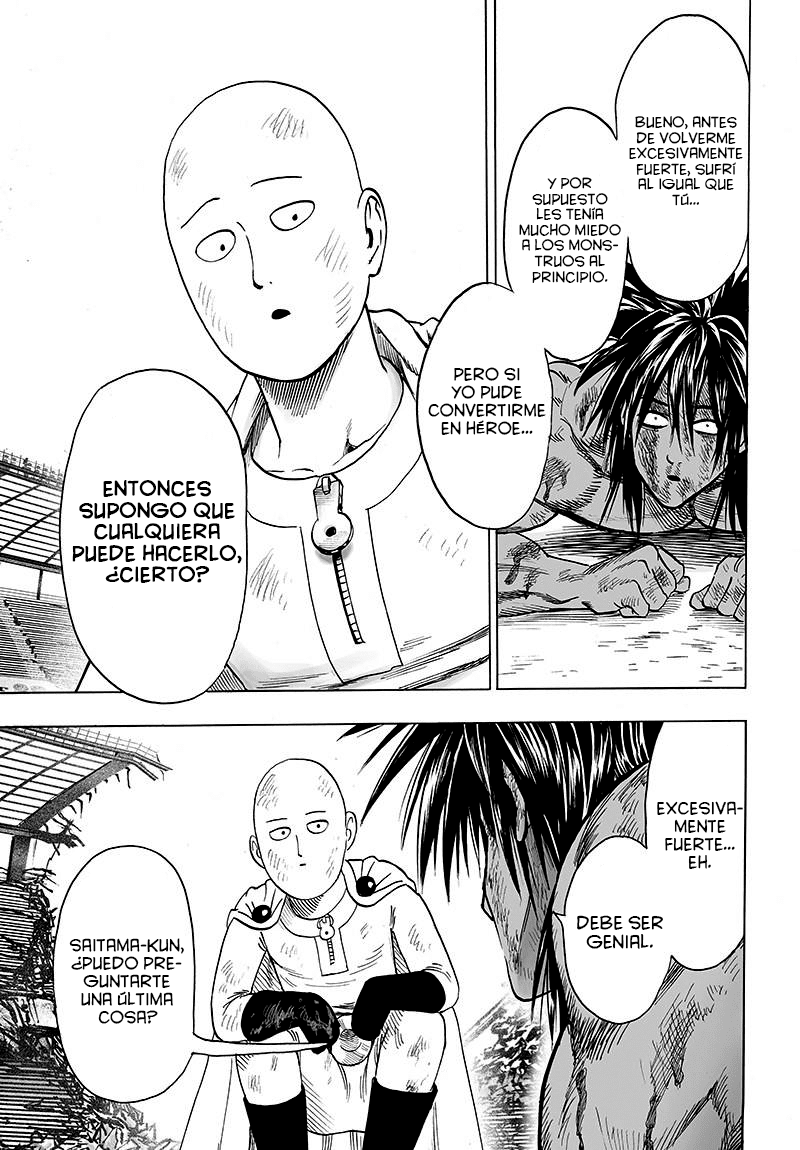 BUENO, ANTES
DE VOLVERME
EXCESIVAMENTE
FUERTE, SUFRÍ
AL IGUAL QUE
TÚ...
Y POR
SUPUESTO
LES TENÍA
MUCHO MIEDO
A LOS MONS-
TRUOS AL
PRINCIPIO.
PERO SI
YO PUDE
CONVERTIRME
EN HÉROE...
ENTONCES
SUPONGO QUE
CUALQUIERA
PUEDE HACERLO,
¿CIERTO?
EXCESIVA-
MENTE
FUERTE...
EH.
DEBE SER
GENIAL.
SAITAMA-KUN,
¿PUEDO PRE-
GUNTARTE
UNA ÚLTIMA
COSA?